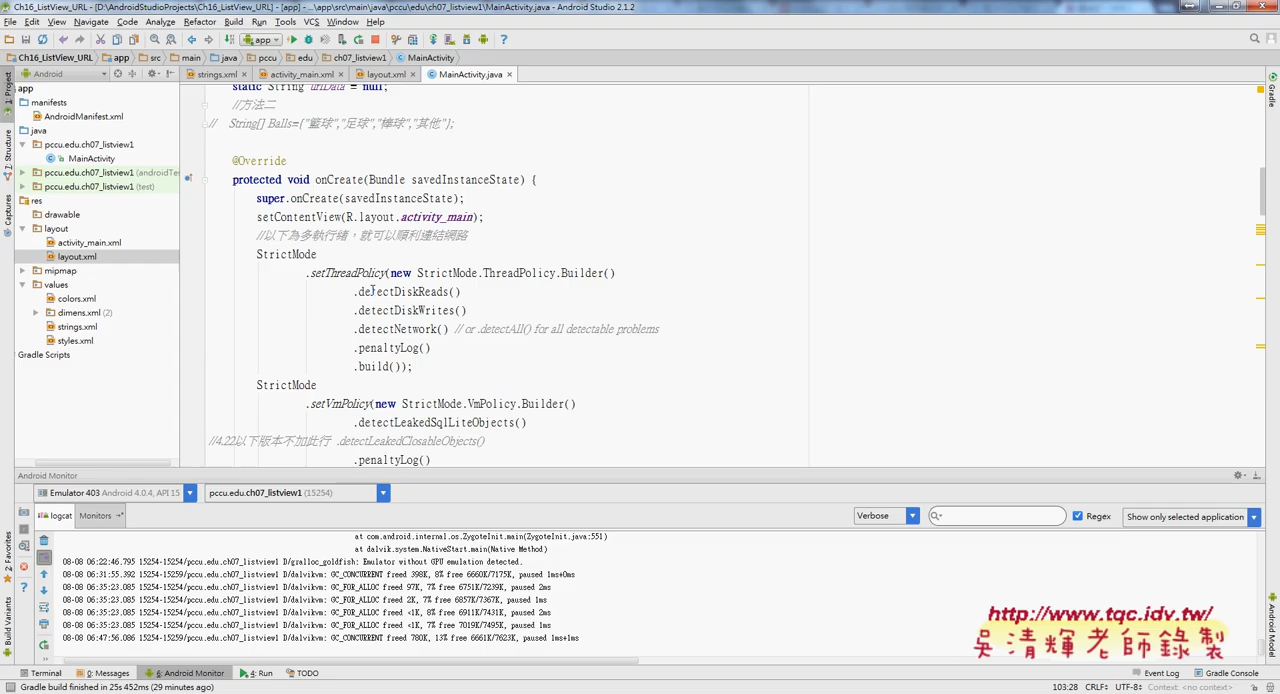 Ch16_ListView_URL - [D:\AndroidStudioProjects\Ch16_ListView_URL] - [app] - ...\app\src\main\java\pccu\edu\ch07_listview1\MainActivity.java - Android Studio 2.1.2
File Edit View Navigate Code Analyze Refactor Build Run Tools VCS Window Help
app
Ch16_ListView_URL app src main java pccu edu ch07_listview1 MainActivity
Android
strings.xml activity_main.xml layout.xml MainActivity.java
app
manifests
AndroidManifest.xml
java
pccu.edu.ch07_listview1
MainActivity
pccu.edu.ch07_listview1 (androidTe
pccu.edu.ch07_listview1 (test)
res
drawable
layout
activity_main.xml
layout.xml
mipmap
values
colors.xml
dimens.xml (2)
strings.xml
styles.xml
Gradle Scripts
1: Project
7: Structure
Captures
2: Favorites
Build Variants
Gradle
Android Model
static String urlData = null;
//方法二
// String[] Balls={"籃球","足球","棒球","其他"};
@Override
protected void onCreate(Bundle savedInstanceState) {
super.onCreate(savedInstanceState);
setContentView(R.layout.activity_main);
//以下為多執行緒，就可以順利連結網路
StrictMode
.setThreadPolicy(new StrictMode.ThreadPolicy.Builder()
.detectDiskReads()
.detectDiskWrites()
.detectNetwork() // or .detectAll() for all detectable problems
.penaltyLog()
.build());
StrictMode
.setVmPolicy(new StrictMode.VmPolicy.Builder()
.detectLeakedSqlLiteObjects()
//4.22以下版本不加此行 .detectLeakedClosableObjects()
.penaltyLog()
Android Monitor
Emulator 403 Android 4.0.4, API 15 pccu.edu.ch07_listview1 (15254)
logcat Monitors Verbose Regex Show only selected application
at com.android.internal.os.ZygoteInit.main(ZygoteInit.java:551)
at dalvik.system.NativeStart.main(Native Method)
08-08 06:22:46.795 15254-15254/pccu.edu.ch07_listview1 D/gralloc_goldfish: Emulator without GPU emulation detected.
08-08 06:31:55.392 15254-15259/pccu.edu.ch07_listview1 D/dalvikvm: GC_CONCURRENT freed 398K, 8% free 6660K/7175K, paused 1ms+0ms
08-08 06:35:23.085 15254-15254/pccu.edu.ch07_listview1 D/dalvikvm: GC_FOR_ALLOC freed 97K, 7% free 6751K/7239K, paused 2ms
08-08 06:35:23.085 15254-15254/pccu.edu.ch07_listview1 D/dalvikvm: GC_FOR_ALLOC freed 2K, 7% free 6857K/7367K, paused 1ms
08-08 06:35:23.085 15254-15254/pccu.edu.ch07_listview1 D/dalvikvm: GC_FOR_ALLOC freed <1K, 8% free 6911K/7431K, paused 2ms
08-08 06:35:23.085 15254-15254/pccu.edu.ch07_listview1 D/dalvikvm: GC_FOR_ALLOC freed <1K, 7% free 7019K/7495K, paused 1ms
08-08 06:47:56.086 15254-15259/pccu.edu.ch07_listview1 D/dalvikvm: GC_CONCURRENT freed 780K, 13% free 6661K/7623K, paused 1ms+1ms
http://www.tqc.idv.tw/
吳清輝老師錄製
Terminal 0: Messages 6: Android Monitor 4: Run TODO Event Log Gradle Console
Gradle build finished in 25s 452ms (29 minutes ago) 103:28 CRLF: UTF-8: Context: <no context>